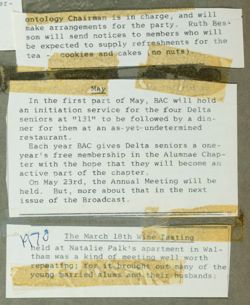 ontology Chairman is in charge, and will
make arrangements for the party. Ruth Bes-
son will send notices to members who will
be expected to supply refreshments for the
tea - cookies and cakes (no nuts).
May
In the first part of May, BAC will hold
an initiation service for the four Delta
seniors at "131" to be followed by a din-
ner for them at an as-yet-undetermined
restaurant.
Each year BAC gives Delta seniors a one-
year's free membership in the Alumnae Chap-
ter with the hope that they will become an
active part of the chapter.
On May 23rd, the Annual Meeting will be
held. But, more about that in the next
issue of the Broadcast.
1970
The March 18th Wine Tasting
held at Natalie Palk's apartment in Wal-
tham was a kind of meeting well worth
repeating, for it brought out many of the
young married alums and their husbands: